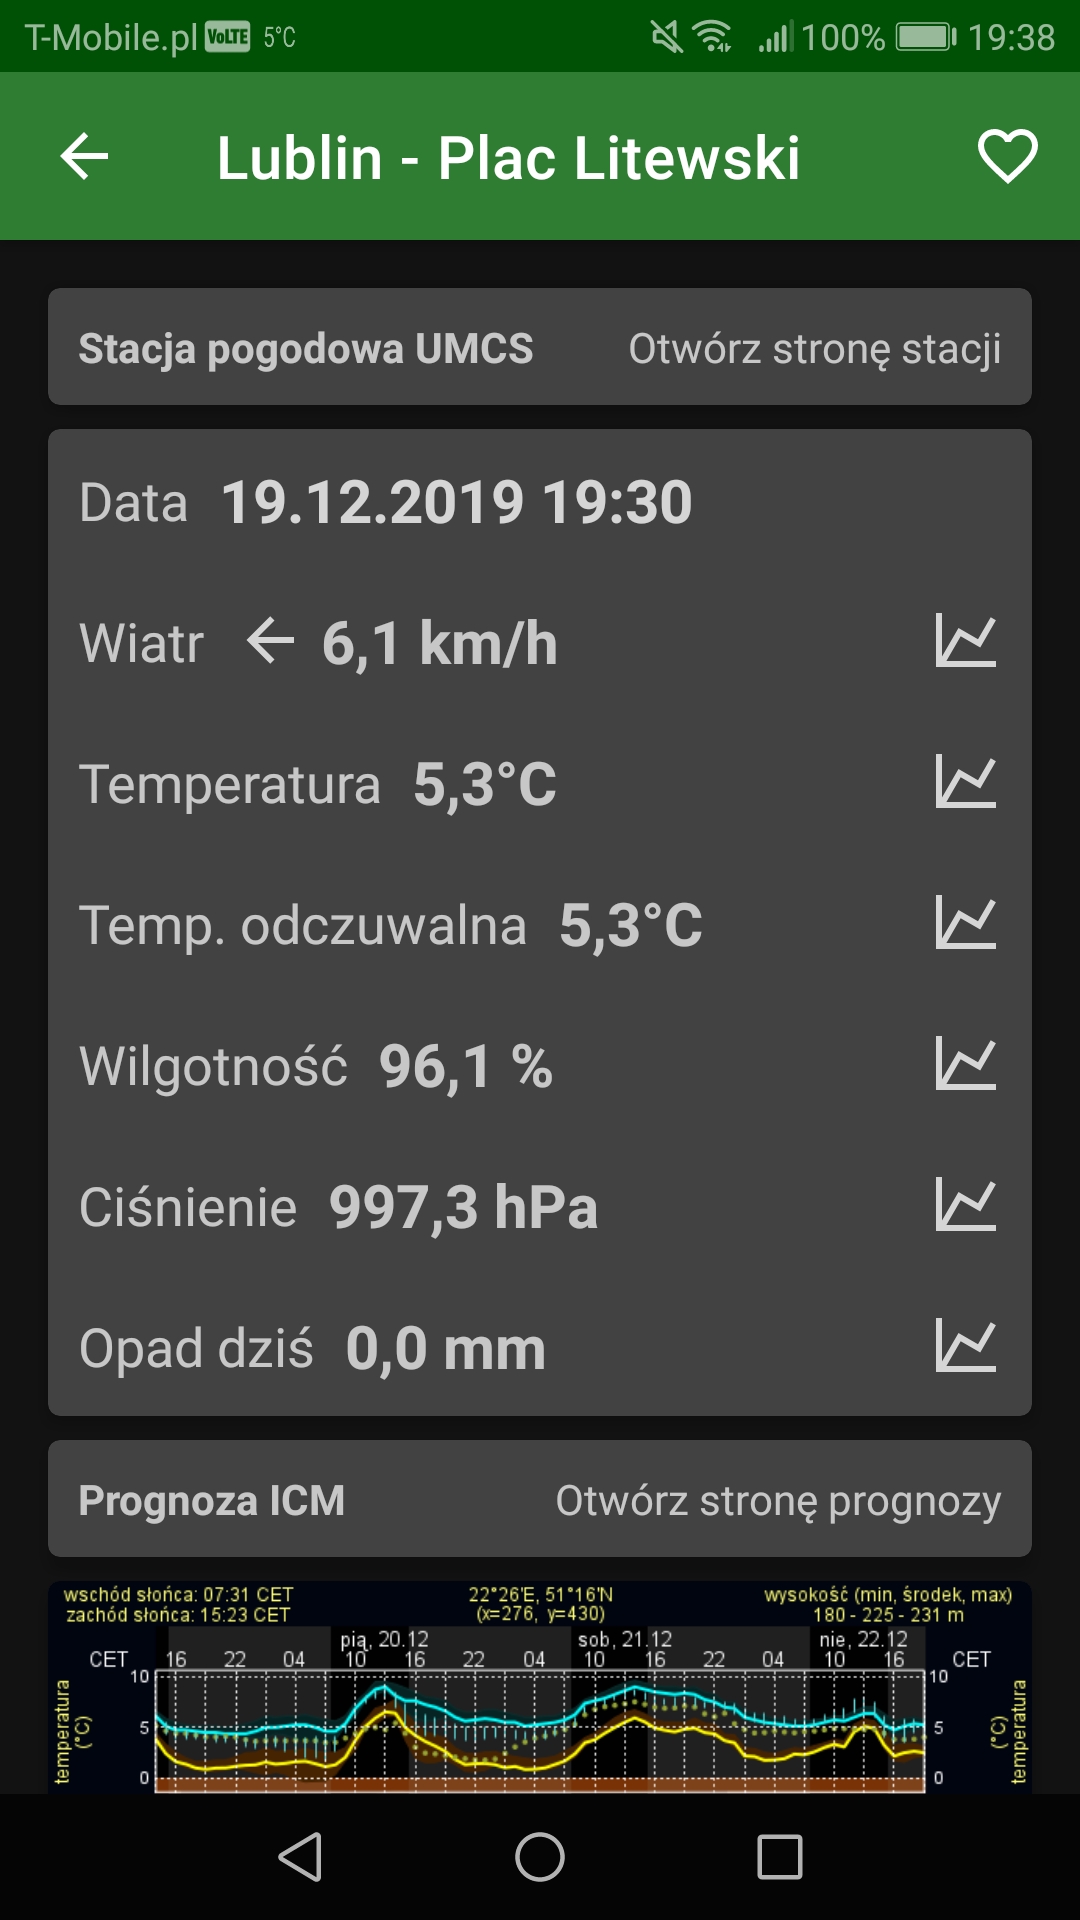 T-Mobile.pl VoLTE 5°C 100% 19:38
Lublin - Plac Litewski
Stacja pogodowa UMCS Otwórz stronę stacji
Data 19.12.2019 19:30
Wiatr 6,1 km/h
Temperatura 5,3°C
Temp. odczuwalna 5,3°C
Wilgotność 96,1 %
Ciśnienie 997,3 hPa
Opad dziś 0,0 mm
Prognoza ICM Otwórz stronę prognozy
wschód słońca: 07:31 CET 22°26'E, 51°16'N wysokość (min, środek, max)
zachód słońca: 15:23 CET (x=276, y=430) 180 - 225 - 231 m
pią, 20.12 sob, 21.12 nie, 22.12
CET 16 22 04 10 16 22 04 10 16 22 04 10 16 CET
10 10
temperatura (°C) 5 5 (°C) temperatura
0 0